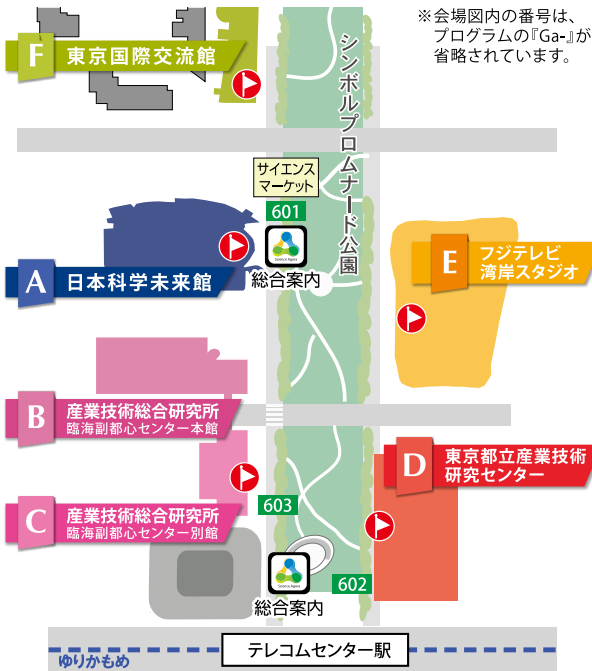 ※会場図内の番号は、
プログラムの『Ga-』が
省略されています。
F 東京国際交流館
シンボルプロムナード公園
サイエンス
マーケット
601
Science Agora
総合案内
A 日本科学未来館
E フジテレビ
湾岸スタジオ
B 産業技術総合研究所
臨海副都心センター本館
D 東京都立産業技術
研究センター
C 産業技術総合研究所
臨海副都心センター別館
603
Science Agora
総合案内
602
テレコムセンター駅
ゆりかもめ